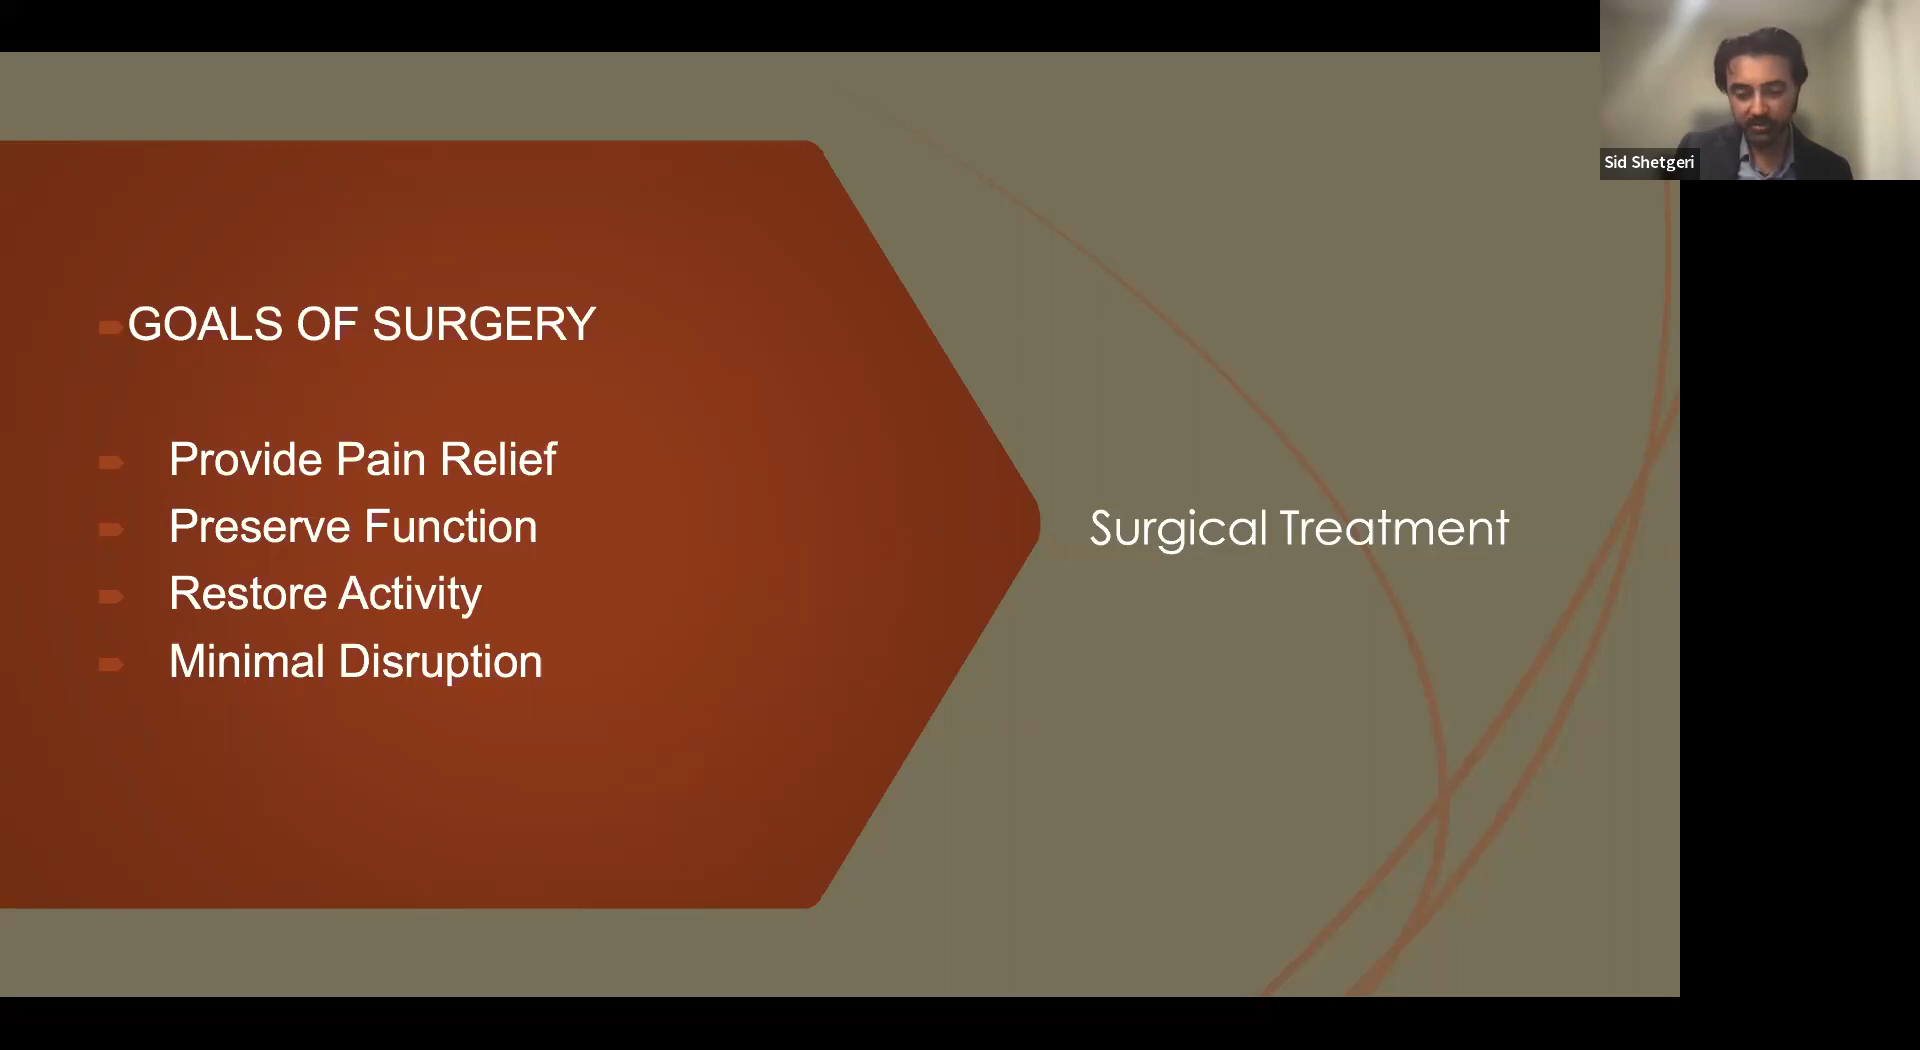 GOALS OF SURGERY
Provide Pain Relief
Preserve Function
Restore Activity
Minimal Disruption
Surgical Treatment
Sid Shetgeri